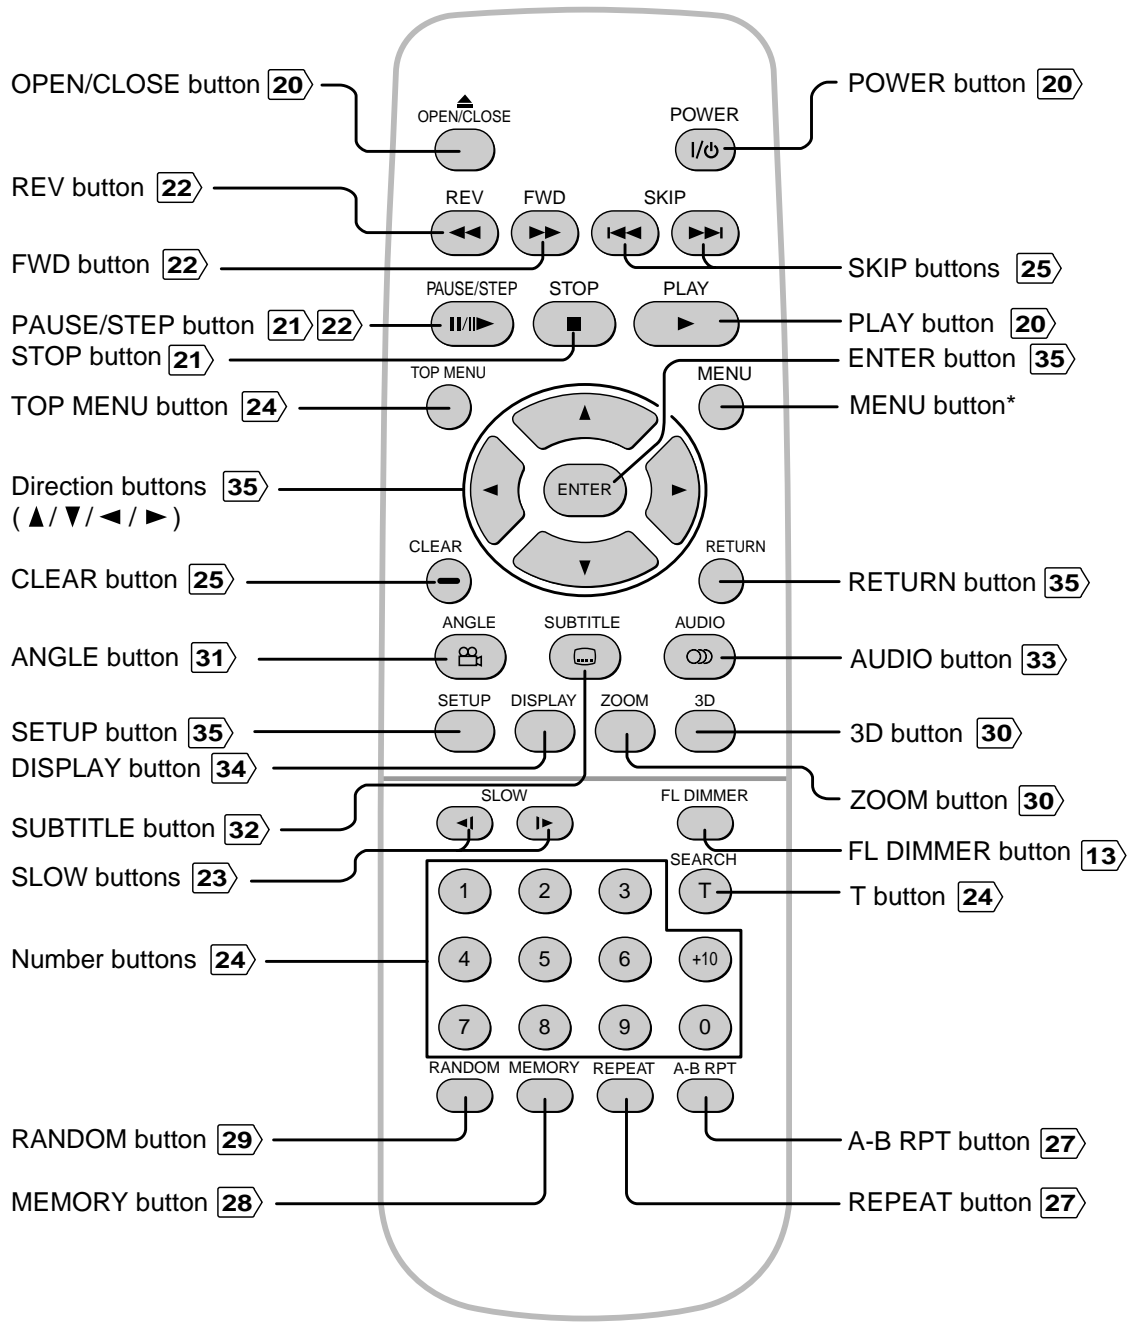 OPEN/CLOSE button 20
REV button 22
FWD button 22
PAUSE/STEP button 21 22
STOP button 21
TOP MENU button 24
Direction buttons 35
( ▲/ ▼/ ◄ / ► )
CLEAR button 25
ANGLE button 31
SETUP button 35
DISPLAY button 34
SUBTITLE button 32
SLOW buttons 23
Number buttons 24
RANDOM button 29
MEMORY button 28
OPEN/CLOSE
POWER
I/⏻
REV
FWD
SKIP
PAUSE/STEP
STOP
PLAY
TOP MENU
MENU
ENTER
CLEAR
RETURN
ANGLE
SUBTITLE
AUDIO
SETUP
DISPLAY
ZOOM
3D
SLOW
FL DIMMER
SEARCH
1
2
3
T
4
5
6
+10
7
8
9
0
RANDOM
MEMORY
REPEAT
A-B RPT
POWER button 20
SKIP buttons 25
PLAY button 20
ENTER button 35
MENU button*
RETURN button 35
AUDIO button 33
3D button 30
ZOOM button 30
FL DIMMER button 13
T button 24
A-B RPT button 27
REPEAT button 27